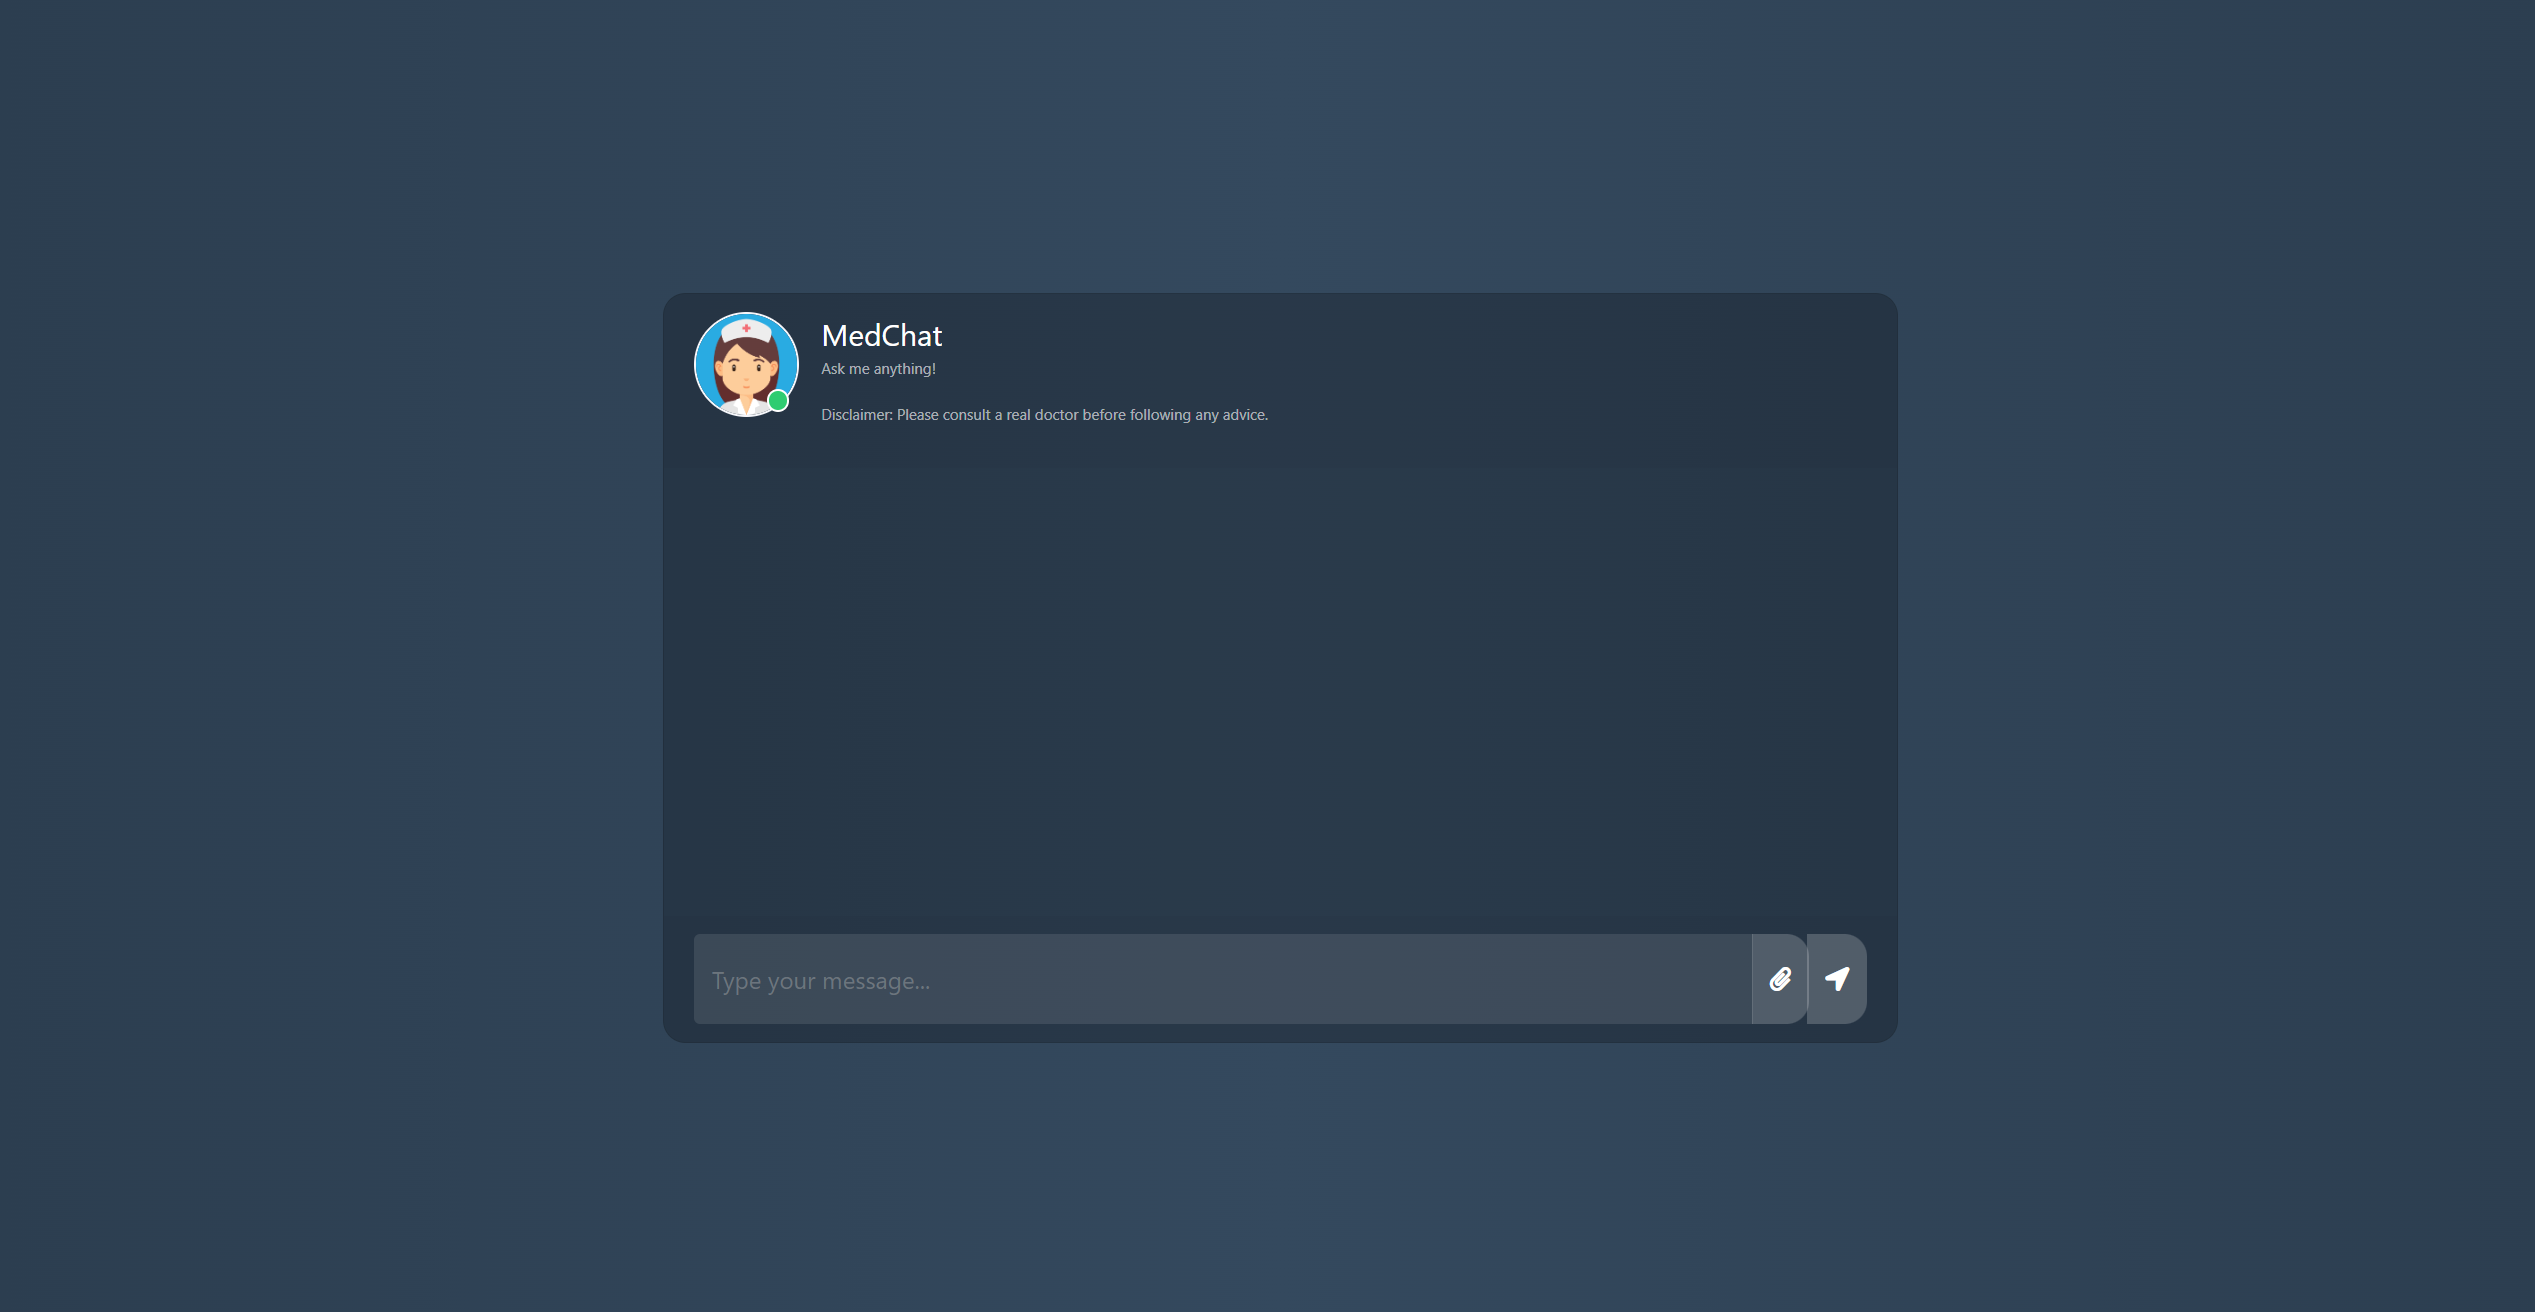 MedChat
Ask me anything!
Disclaimer: Please consult a real doctor before following any advice.
Type your message...